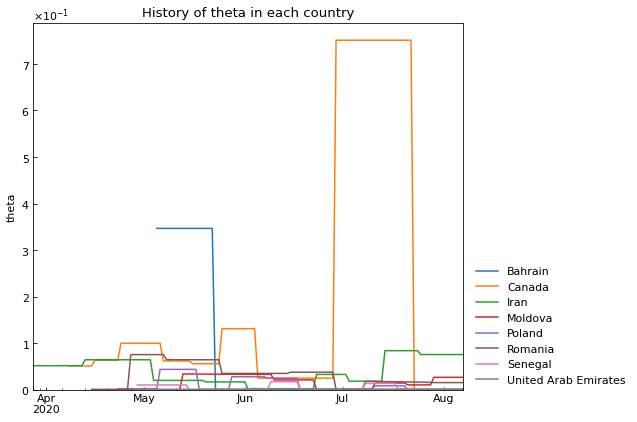 History of theta in each country
×10⁻¹
7
6
5
4
3
2
1
0
theta
Apr
2020
May
Jun
Jul
Aug
Bahrain
Canada
Iran
Moldova
Poland
Romania
Senegal
United Arab Emirates